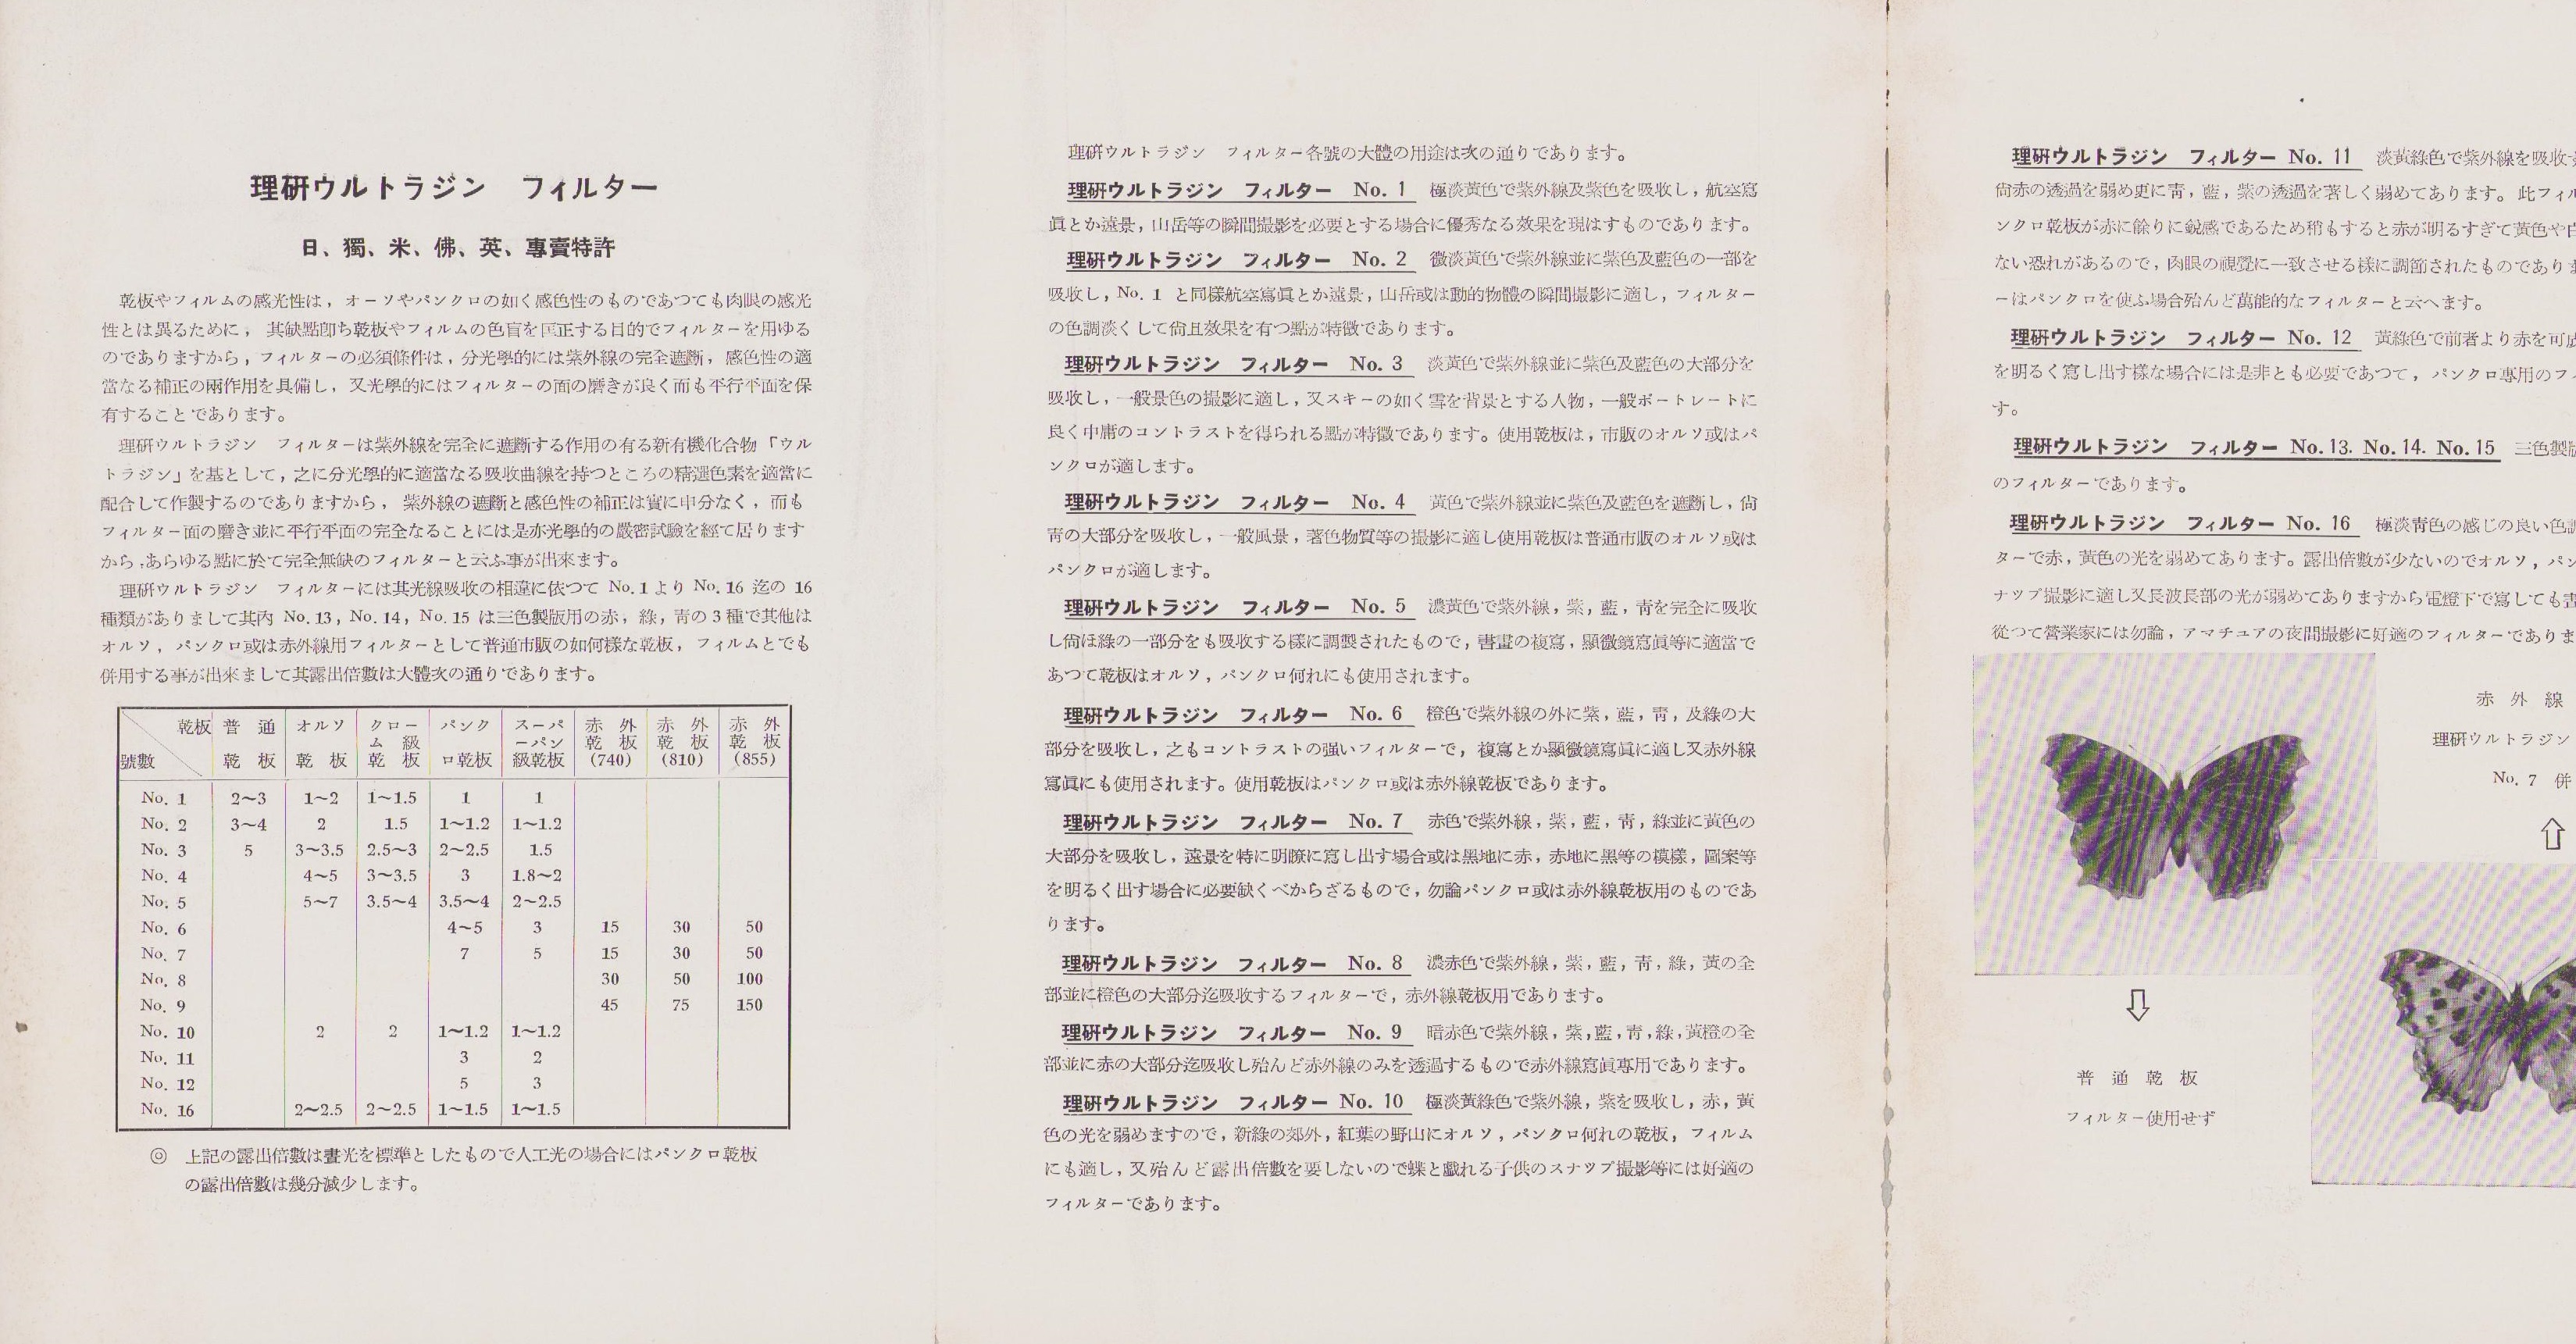 理硏ウルトラジン　フィルター
日、獨、米、佛、英、專賣特許
乾板やフィルムの感光性は，オーソやパンクロの如く感色性のものであつても肉眼の感光
性とは異るために，其缺點卽ち乾板やフィルムの色盲を匡正する目的でフィルターを用ゆる
のでありますから，フィルターの必須條件は，分光學的には紫外線の完全遮斷，感色性の適
當なる補正の兩作用を具備し，又光學的にはフィルターの面の磨きが良く而も平行平面を保
有することであります。
理硏ウルトラジン　フィルターは紫外線を完全に遮斷する作用の有る新有機化合物「ウル
トラジン」を基として，之に分光學的に適當なる吸收曲線を持つところの精選色素を適當に
配合して作製するのでありますから，紫外線の遮斷と感色性の補正は實に申分なく，而も
フィルター面の磨き並に平行平面の完全なることには是亦光學的の嚴密試驗を經て居ります
から，あらゆる點に於て完全無缺のフィルターと云ふ事が出來ます。
理硏ウルトラジン　フィルターには其光線吸收の相違に依つて No.1 より No. 16 迄の 16
種類がありまして其內 No. 13, No. 14, No. 15 は三色製版用の赤，綠，靑の 3 種で其他は
オルソ，パンクロ或は赤外線用フィルターとして普通市販の如何樣な乾板，フィルムとでも
併用する事が出來まして其露出倍數は大體次の通りであります。
乾板 號數　普通乾板　オルソ乾板　クローム級乾板　パンクロ乾板　スーパーパン級乾板　赤外乾板(740)　赤外乾板(810)　赤外乾板(855)
No. 1　2〜3　1〜2　1〜1.5　1　1
No. 2　3〜4　2　1.5　1〜1.2　1〜1.2
No. 3　5　3〜3.5　2.5〜3　2〜2.5　1.5
No. 4　4〜5　3〜3.5　3　1.8〜2
No. 5　5〜7　3.5〜4　3.5〜4　2〜2.5
No. 6　4〜5　3　15　30　50
No. 7　7　5　15　30　50
No. 8　30　50　100
No. 9　45　75　150
No. 10　2　2　1〜1.2　1〜1.2
No. 11　3　2
No. 12　5　3
No. 16　2〜2.5　2〜2.5　1〜1.5　1〜1.5
◎　上記の露出倍數は晝光を標準としたもので人工光の場合にはパンクロ乾板
の露出倍數は幾分減少します。
理硏ウルトラジン　フィルター各號の大體の用途は次の通りであります。
理硏ウルトラジン　フィルター　No. 1　極淡黃色で紫外線及紫色を吸收し，航空寫
眞とか遠景，山岳等の瞬間撮影を必要とする場合に優秀なる效果を現はすものであります。
理硏ウルトラジン　フィルター　No. 2　微淡黃色で紫外線並に紫色及藍色の一部を
吸收し，No. 1 と同樣航空寫眞とか遠景，山岳或は動的物體の瞬間撮影に適し，フィルター
の色調淡くして尙且效果を有つ點が特徵であります。
理硏ウルトラジン　フィルター　No. 3　淡黃色で紫外線並に紫色及藍色の大部分を
吸收し，一般景色の撮影に適し，又スキーの如く雪を背景とする人物，一般ポートレートに
良く中庸のコントラストを得られる點が特徵であります。使用乾板は，市販のオルソ或はパ
ンクロが適します。
理硏ウルトラジン　フィルター　No. 4　黃色で紫外線並に紫色及藍色を遮斷し，尙
靑の大部分を吸收し，一般風景，著色物質等の撮影に適し使用乾板は普通市販のオルソ或は
パンクロが適します。
理硏ウルトラジン　フィルター　No. 5　濃黃色で紫外線，紫，藍，靑を完全に吸收
し尙ほ綠の一部分をも吸收する樣に調製されたもので，書畫の複寫，顯微鏡寫眞等に適當で
あつて乾板はオルソ，パンクロ何れにも使用されます。
理硏ウルトラジン　フィルター　No. 6　橙色で紫外線の外に紫，藍，靑，及綠の大
部分を吸收し，之もコントラストの强いフィルターで，複寫とか顯微鏡寫眞に適し又赤外線
寫眞にも使用されます。使用乾板はパンクロ或は赤外線乾板であります。
理硏ウルトラジン　フィルター　No. 7　赤色で紫外線，紫，藍，靑，綠並に黃色の
大部分を吸收し，遠景を特に明瞭に寫し出す場合或は黑地に赤，赤地に黑等の模樣，圖案等
を明るく出す場合に必要缺くべからざるもので，勿論パンクロ或は赤外線乾板用のものであ
ります。
理硏ウルトラジン　フィルター　No. 8　濃赤色で紫外線，紫，藍，靑，綠，黃の全
部並に橙色の大部分迄吸收するフィルターで，赤外線乾板用であります。
理硏ウルトラジン　フィルター　No. 9　暗赤色で紫外線，紫，藍，靑，綠，黃橙の全
部並に赤の大部分迄吸收し殆んど赤外線のみを透過するもので赤外線寫眞專用であります。
理硏ウルトラジン　フィルター No. 10　極淡黃綠色で紫外線，紫を吸收し，赤，黃
色の光を弱めますので，新綠の郊外，紅葉の野山にオルソ，パンクロ何れの乾板，フィルム
にも適し，又殆んど露出倍數を要しないので蝶と戲れる子供のスナツプ撮影等には好適の
フィルターであります。
理硏ウルトラジン　フィルター No. 11　淡黃綠色で紫外線を吸收
尙赤の透過を弱め更に靑，藍，紫の透過を著しく弱めてあります。此フィル
ンクロ乾板が赤に餘りに銳感であるため稍もすると赤が明るすぎて黃色や
ない恐れがあるので，肉眼の視覺に一致させる樣に調節されたものでありま
ーはパンクロを使ふ場合殆んど萬能的なフィルターと云へます。
理硏ウルトラジン　フィルター No. 12　黃綠色で前者より赤を可
を明るく寫し出す樣な場合には是非とも必要であつて，パンクロ專用のフ
す。
理硏ウルトラジン　フィルター No. 13. No. 14. No. 15　三色製
のフィルターであります。
理硏ウルトラジン　フィルター No. 16　極淡靑色の感じの良い色
ターで赤，黃色の光を弱めてあります。露出倍數が少ないのでオルソ，パン
ナツプ撮影に適し又長波長部の光が弱めてありますから電燈下で寫しても
從つて營業家には勿論，アマチュアの夜間撮影に好適のフィルターでありま
赤外線
理硏ウルトラジン
No. 7　併
普通乾板
フィルター使用せず